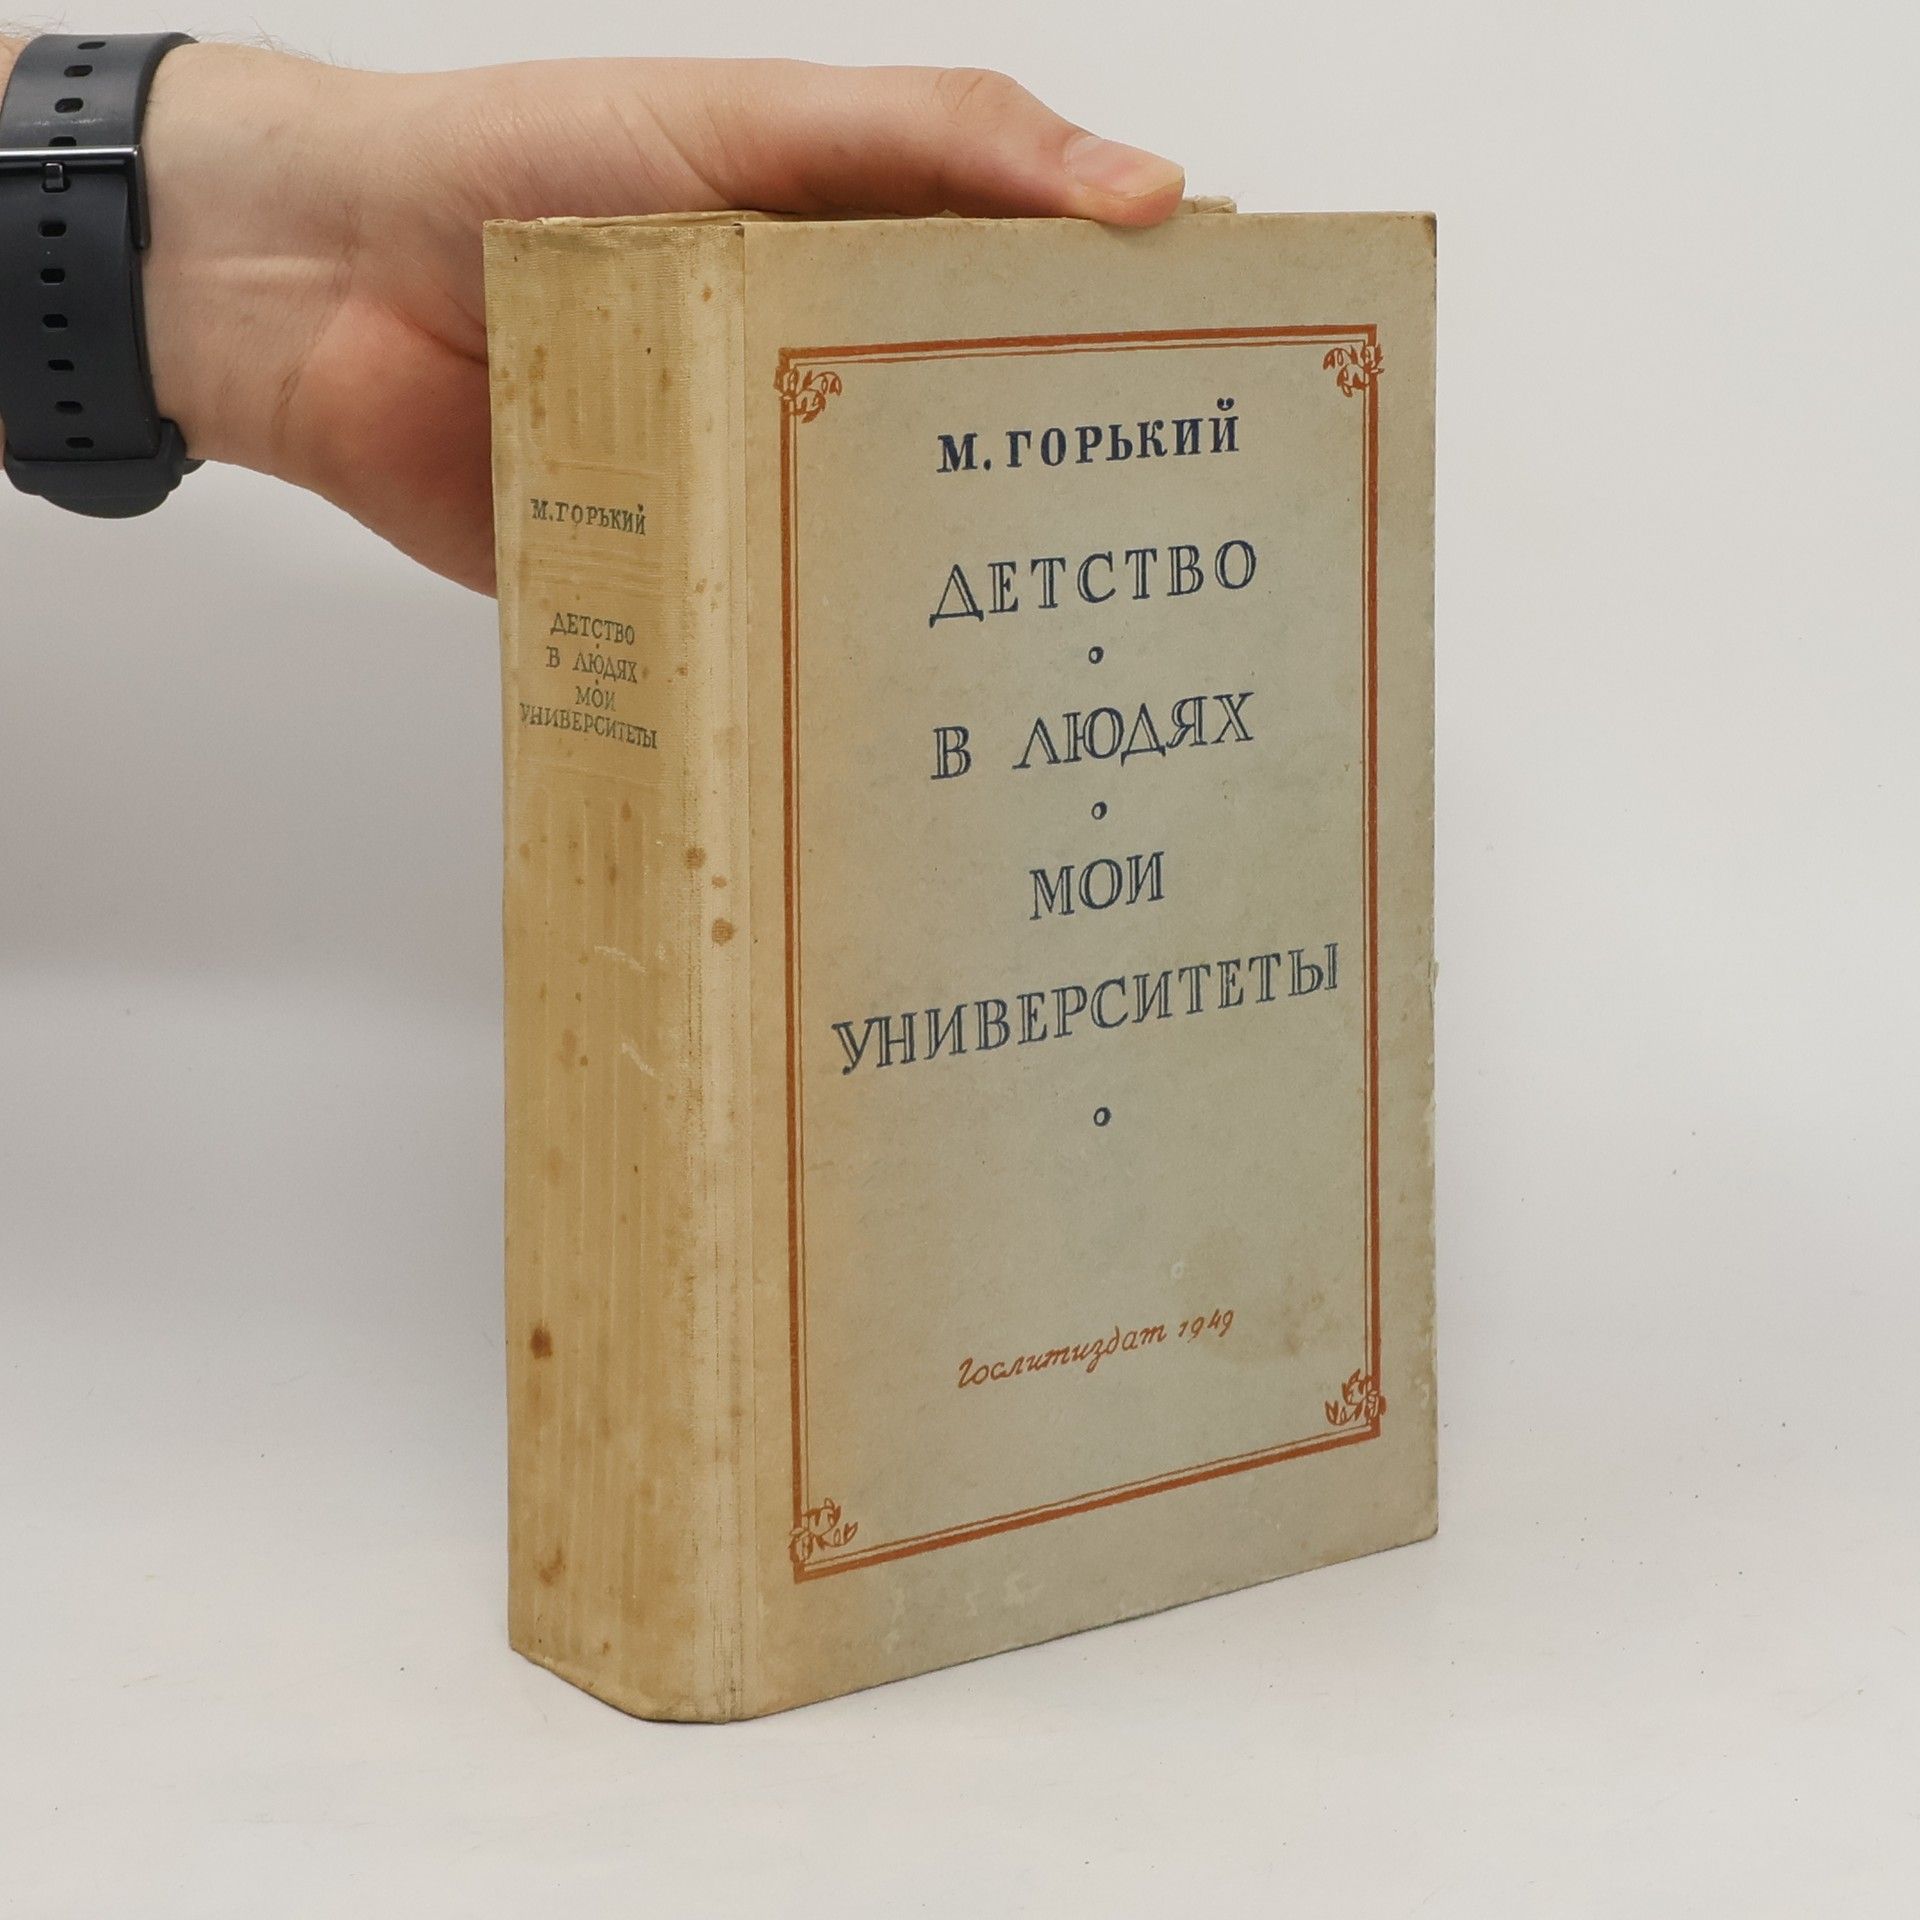 М. ГОРЬКИЙ
ДЕТСТВО
В ЛЮДЯХ
МОИ
УНИВЕРСИТЕТЫ
М. ГОРЬКИЙ
ДЕТСТВО
В ЛЮДЯХ
МОИ
УНИВЕРСИТЕТЫ
Гослитиздат 1949